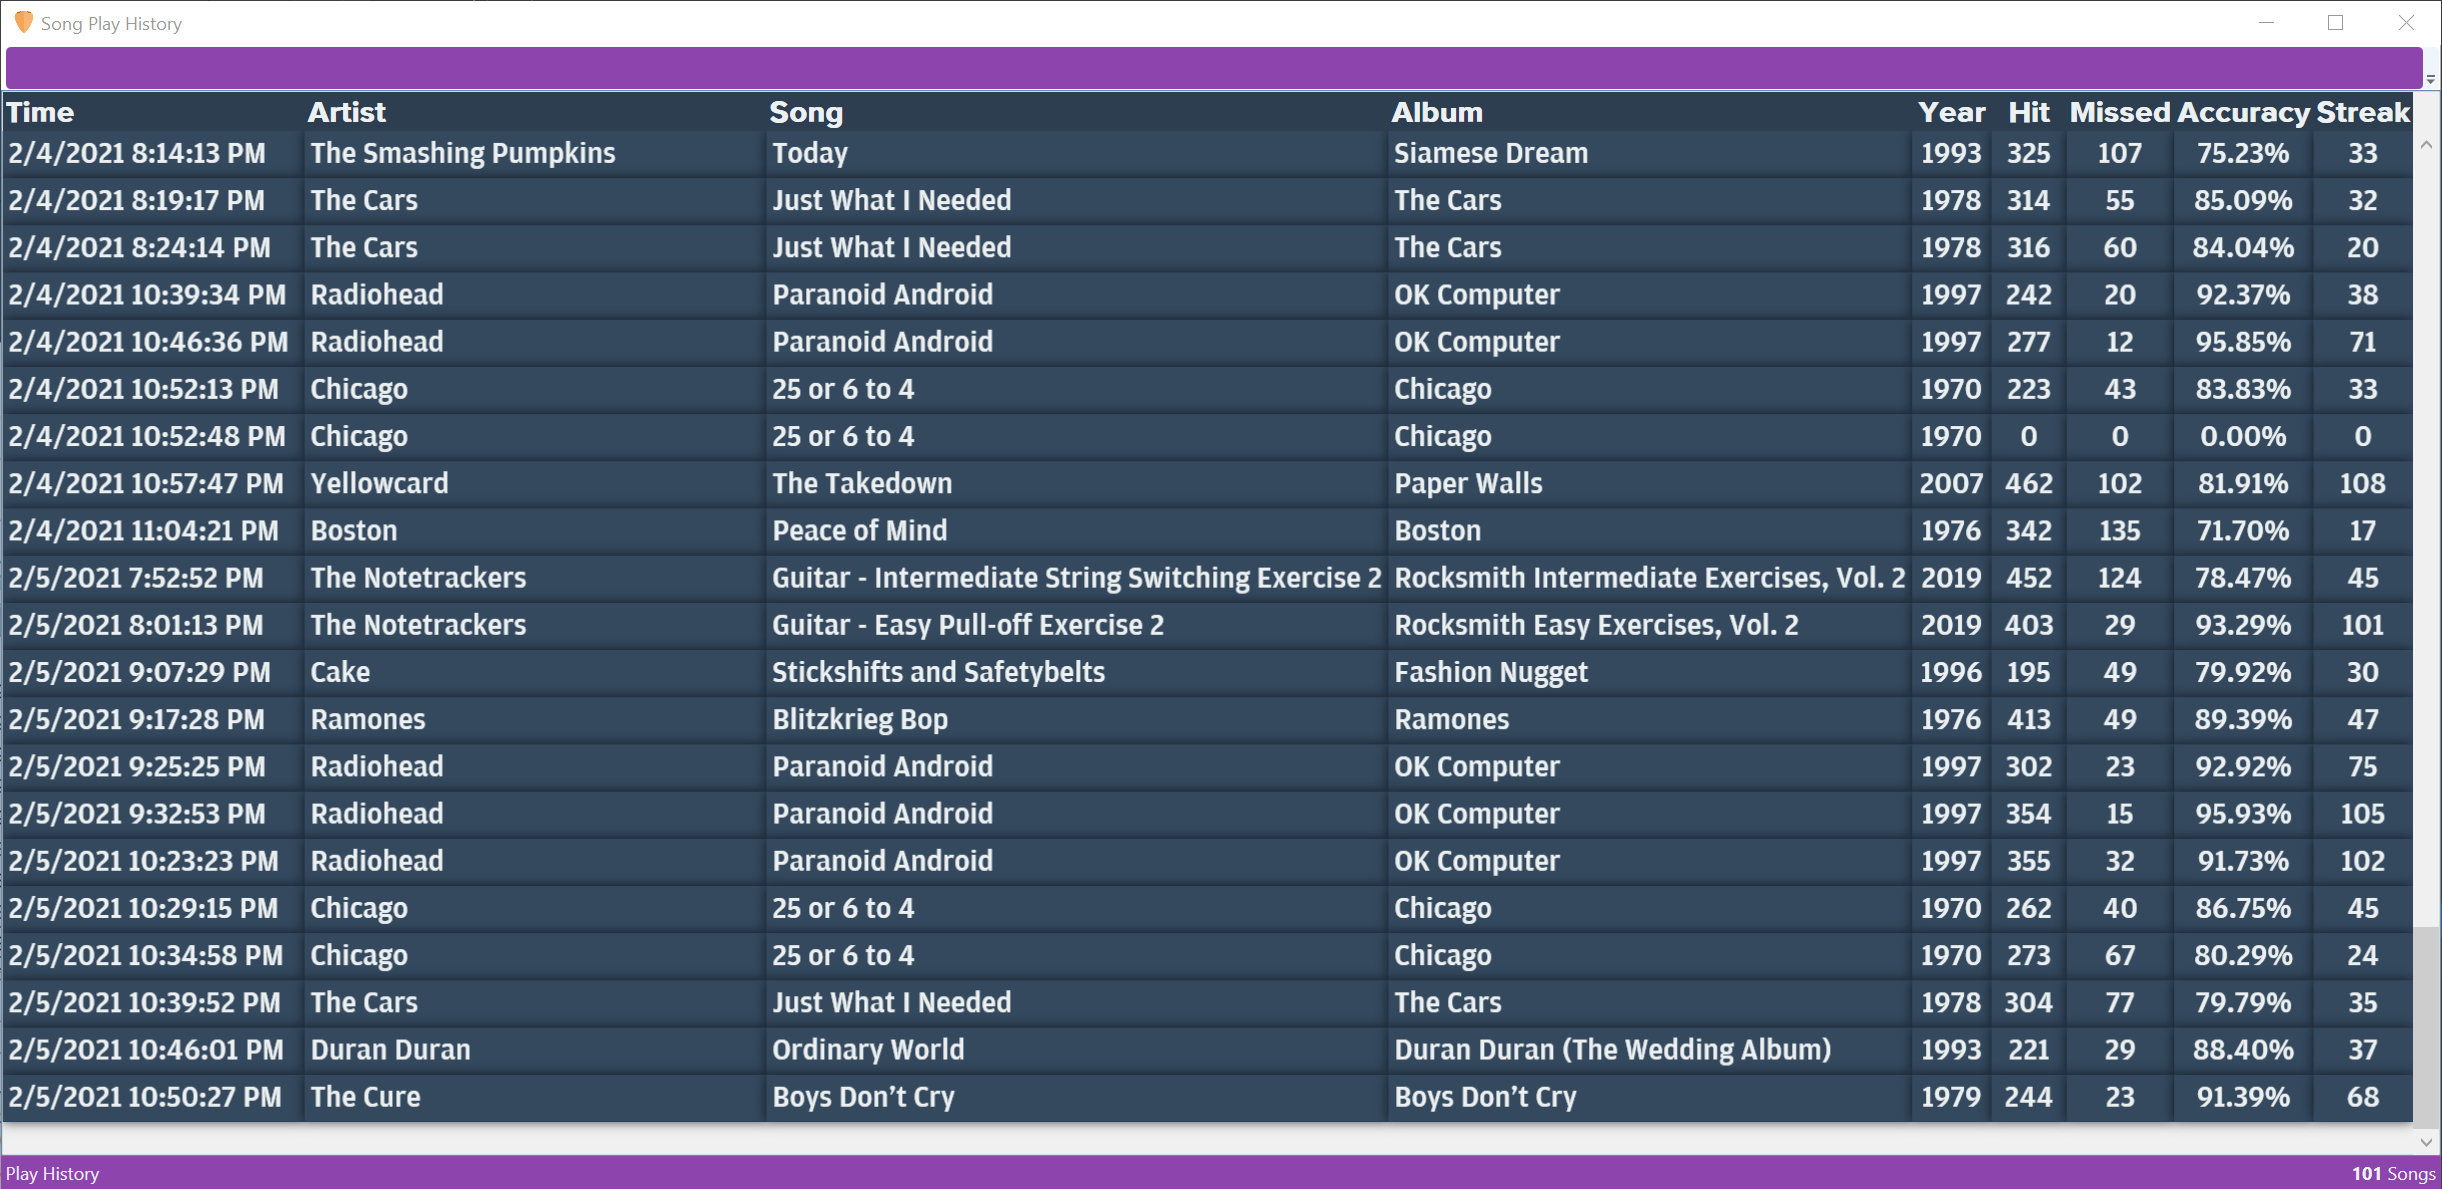 Song Play History
Time Artist Song Album Year Hit Missed Accuracy Streak
2/4/2021 8:14:13 PM The Smashing Pumpkins Today Siamese Dream 1993 325 107 75.23% 33
2/4/2021 8:19:17 PM The Cars Just What I Needed The Cars 1978 314 55 85.09% 32
2/4/2021 8:24:14 PM The Cars Just What I Needed The Cars 1978 316 60 84.04% 20
2/4/2021 10:39:34 PM Radiohead Paranoid Android OK Computer 1997 242 20 92.37% 38
2/4/2021 10:46:36 PM Radiohead Paranoid Android OK Computer 1997 277 12 95.85% 71
2/4/2021 10:52:13 PM Chicago 25 or 6 to 4 Chicago 1970 223 43 83.83% 33
2/4/2021 10:52:48 PM Chicago 25 or 6 to 4 Chicago 1970 0 0 0.00% 0
2/4/2021 10:57:47 PM Yellowcard The Takedown Paper Walls 2007 462 102 81.91% 108
2/4/2021 11:04:21 PM Boston Peace of Mind Boston 1976 342 135 71.70% 17
2/5/2021 7:52:52 PM The Notetrackers Guitar - Intermediate String Switching Exercise 2 Rocksmith Intermediate Exercises, Vol. 2 2019 452 124 78.47% 45
2/5/2021 8:01:13 PM The Notetrackers Guitar - Easy Pull-off Exercise 2 Rocksmith Easy Exercises, Vol. 2 2019 403 29 93.29% 101
2/5/2021 9:07:29 PM Cake Stickshifts and Safetybelts Fashion Nugget 1996 195 49 79.92% 30
2/5/2021 9:17:28 PM Ramones Blitzkrieg Bop Ramones 1976 413 49 89.39% 47
2/5/2021 9:25:25 PM Radiohead Paranoid Android OK Computer 1997 302 23 92.92% 75
2/5/2021 9:32:53 PM Radiohead Paranoid Android OK Computer 1997 354 15 95.93% 105
2/5/2021 10:23:23 PM Radiohead Paranoid Android OK Computer 1997 355 32 91.73% 102
2/5/2021 10:29:15 PM Chicago 25 or 6 to 4 Chicago 1970 262 40 86.75% 45
2/5/2021 10:34:58 PM Chicago 25 or 6 to 4 Chicago 1970 273 67 80.29% 24
2/5/2021 10:39:52 PM The Cars Just What I Needed The Cars 1978 304 77 79.79% 35
2/5/2021 10:46:01 PM Duran Duran Ordinary World Duran Duran (The Wedding Album) 1993 221 29 88.40% 37
2/5/2021 10:50:27 PM The Cure Boys Don’t Cry Boys Don’t Cry 1979 244 23 91.39% 68
Play History 101 Songs